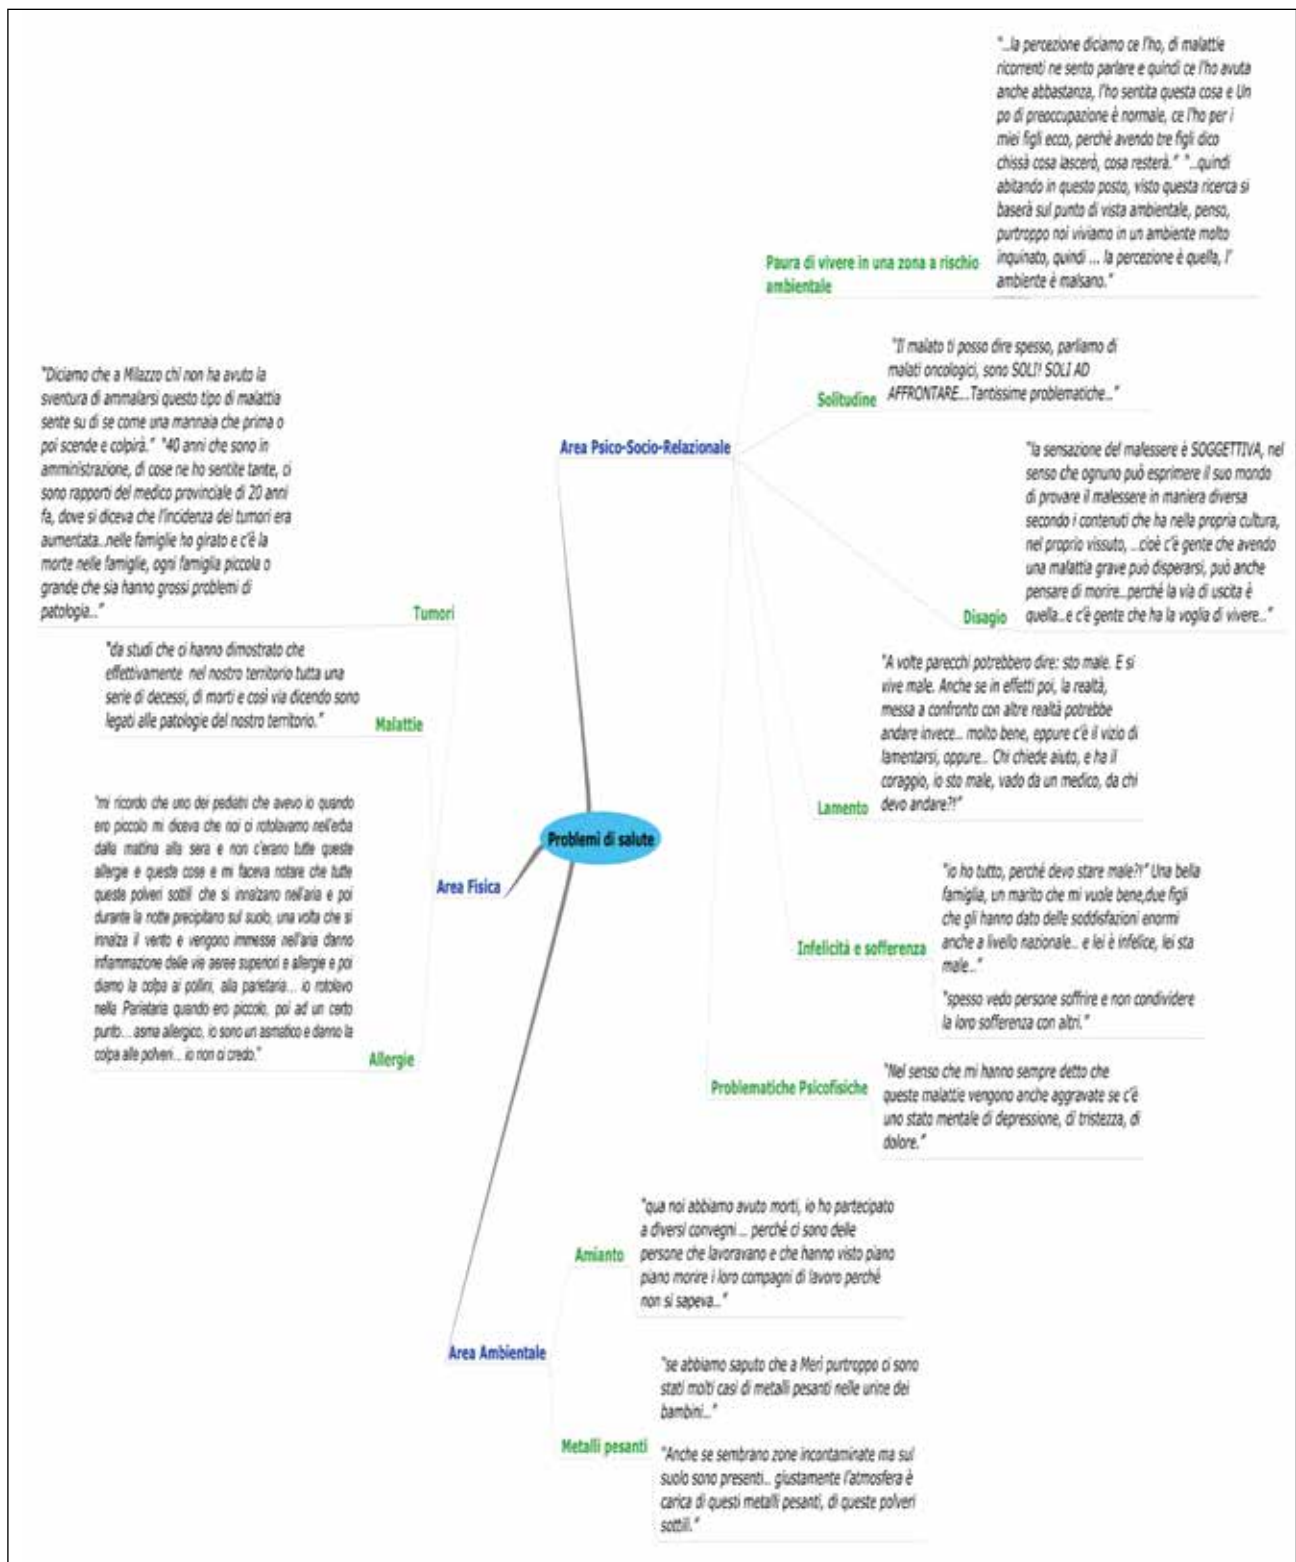 "...la percezione diciamo ce l'ho, di malattie
ricorrenti ne sento parlare e quindi ce l'ho avuta
anche abbastanza, l'ho sentita questa cosa e Un
po di preoccupazione è normale, ce l'ho per i
miei figli ecco, perchè avendo tre figli dico
chissà cosa lascerò, cosa resterà." "...quindi
abitando in questo posto, visto questa ricerca si
baserà sul punto di vista ambientale, penso,
purtroppo noi viviamo in un ambiente molto
inquinato, quindi ... la percezione è quella, l'
ambiente è malsano."
Paura di vivere in una zona a rischio
ambientale
"Il malato ti posso dire spesso, parliamo di
malati oncologici, sono SOLI! SOLI AD
AFFRONTARE....Tantissime problematiche..."
Solitudine
Area Psico-Socio-Relazionale
"la sensazione del malessere è SOGGETTIVA, nel
senso che ognuno può esprimere il suo mondo
di provare il malessere in maniera diversa
secondo i contenuti che ha nella propria cultura,
nel proprio vissuto, ...cioè c'è gente che avendo
una malattia grave può disperarsi, può anche
pensare di morire...perché la via di uscita è
quella...e c'è gente che ha la voglia di vivere..."
Disagio
"A volte parecchi potrebbero dire: sto male. E si
vive male. Anche se in effetti poi, la realtà,
messa a confronto con altre realtà potrebbe
andare invece... molto bene, eppure c'è il vizio di
lamentarsi, oppure... Chi chiede aiuto, e ha il
coraggio, io sto male, vado da un medico, da chi
devo andare?!"
Lamento
"io ho tutto, perché devo stare male?!" Una bella
famiglia, un marito che mi vuole bene,due figli
che gli hanno dato delle soddisfazioni enormi
anche a livello nazionale... e lei è infelice, lei sta
male..."
Infelicità e sofferenza
"spesso vedo persone soffrire e non condividere
la loro sofferenza con altri."
Problematiche Psicofisiche
"Nel senso che mi hanno sempre detto che
queste malattie vengono anche aggravate se c'è
uno stato mentale di depressione, di tristezza, di
dolore."
"Diciamo che a Milazzo chi non ha avuto la
sventura di ammalarsi questo tipo di malattia
sente su di se come una mannaia che prima o
poi scende e colpirà." "40 anni che sono in
amministrazione, di cose ne ho sentite tante, ci
sono rapporti del medico provinciale di 20 anni
fa, dove si diceva che l'incidenza dei tumori era
aumentata...nelle famiglie ho girato e c'è la
morte nelle famiglie, ogni famiglia piccola o
grande che sia hanno grossi problemi di
patologia..."
Tumori
"da studi che ci hanno dimostrato che
effettivamente nel nostro territorio tutta una
serie di decessi, di morti e così via dicendo sono
legati alle patologie del nostro territorio."
Malattie
"mi ricordo che uno dei pediatri che avevo io quando
ero piccolo mi diceva che noi ci rotolavamo nell'erba
dalla mattina alla sera e non c'erano tutte queste
allergie e queste cose e mi faceva notare che tutte
queste polveri sottili che si innalzano nell'aria e poi
durante la notte precipitano sul suolo, una volta che si
innalza il vento e vengono immesse nell'aria danno
infiammazione delle vie aeree superiori e allergie e poi
diamo la colpa ai pollini, alla parietaria... io rotolavo
nella Parietaria quando ero piccolo, poi ad un certo
punto... asma allergico, io sono un asmatico e danno la
colpa alle polveri... io non ci credo."
Allergie
Area Fisica
Problemi di salute
"qua noi abbiamo avuto morti, io ho partecipato
a diversi convegni ... perché ci sono delle
persone che lavoravano e che hanno visto piano
piano morire i loro compagni di lavoro perché
non si sapeva..."
Amianto
Area Ambientale
"se abbiamo saputo che a Merì purtroppo ci sono
stati molti casi di metalli pesanti nelle urine dei
bambini..."
Metalli pesanti
"Anche se sembrano zone incontaminate ma sul
suolo sono presenti... giustamente l'atmosfera è
carica di questi metalli pesanti, di queste polveri
sottili."